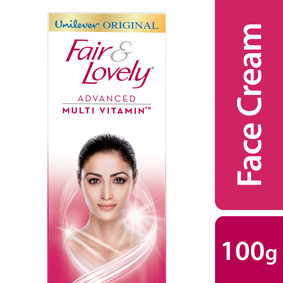 Unilever ORIGINAL
Fair &
Lovely®
ADVANCED
MULTI VITAMIN™
Face Cream
100g